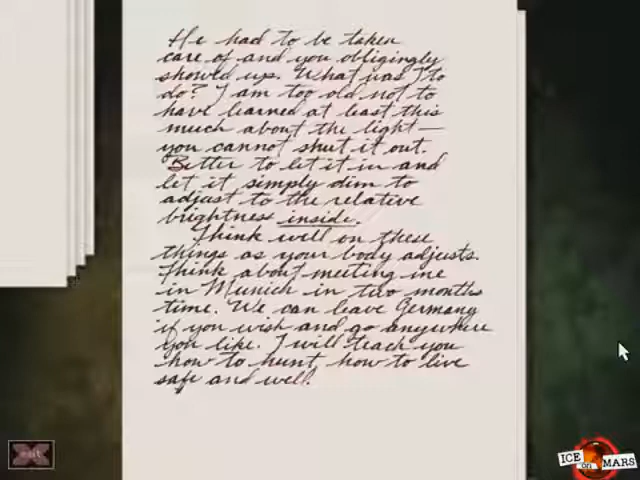 He had to be taken
care of and you obligingly
showed up. What was I to
do? I am too old not to
have learned at least this
much about the light—
you cannot shut it out.
Better to let it in and
let it simply dim to
adjust to the relative
brightness inside.
Think well on these
things as your body adjusts.
Think about meeting me
in Munich in two months
time. We can leave Germany
if you wish and go anywhere
you like. I will teach you
how to hunt, how to live
safe and well.
exit
ICE on MARS